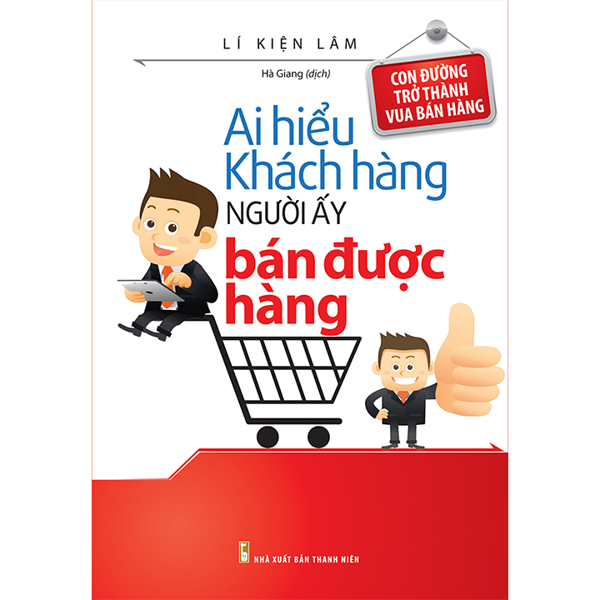 LÍ KIỆN LÂM
Hà Giang (dịch)
CON ĐƯỜNG
TRỞ THÀNH
VUA BÁN HÀNG
Ai hiểu
Khách hàng
NGƯỜI ẤY
bán được
hàng
NHÀ XUẤT BẢN THANH NIÊN